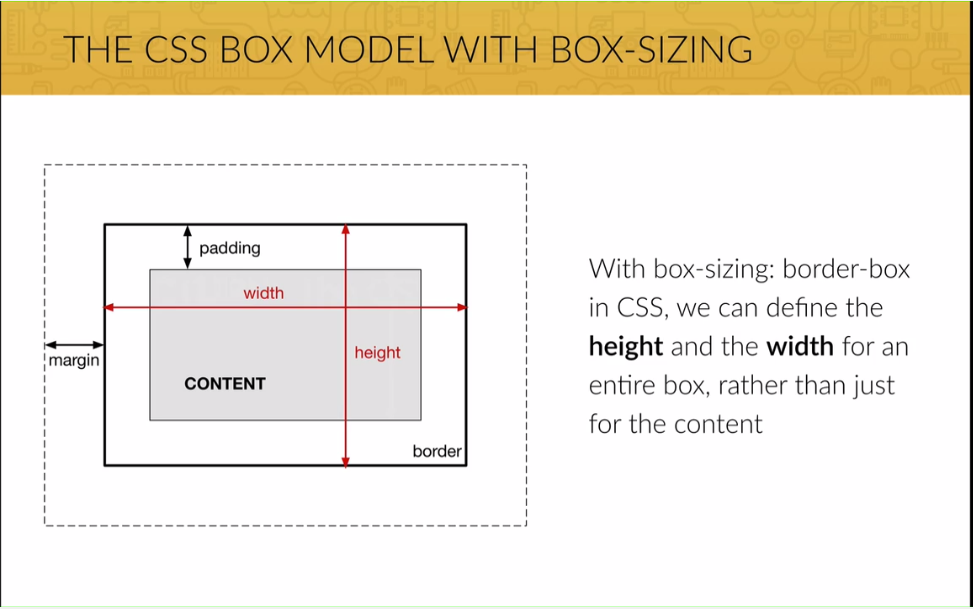 THE CSS BOX MODEL WITH BOX-SIZING
padding
width
margin
height
CONTENT
border
With box-sizing: border-box
in CSS, we can define the
height and the width for an
entire box, rather than just
for the content